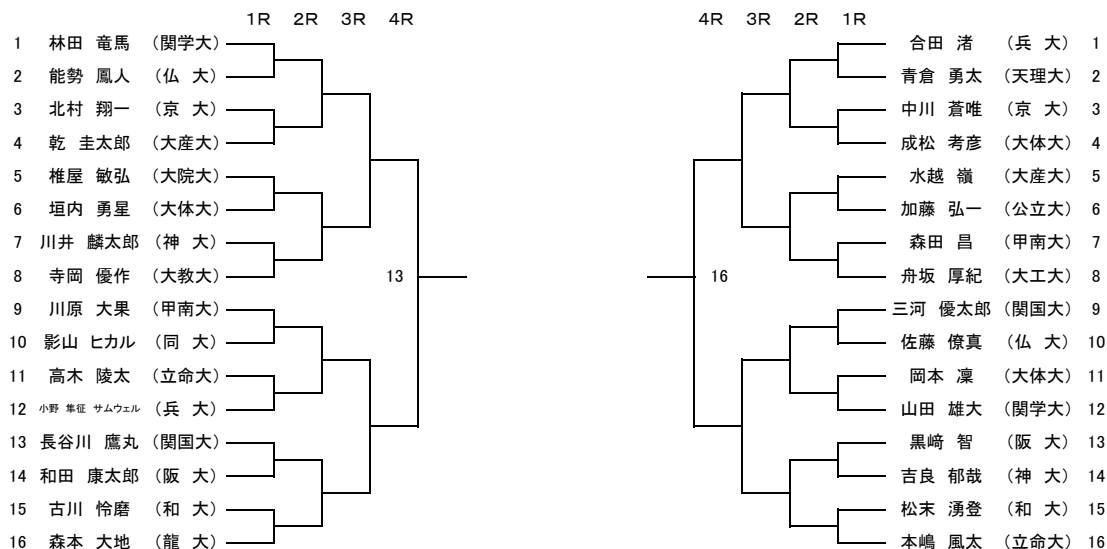 1R 2R 3R 4R
1 林田 竜馬 （関学大）
2 能勢 鳳人 （仏 大）
3 北村 翔一 （京 大）
4 乾 圭太郎 （大産大）
5 椎屋 敏弘 （大院大）
6 垣内 勇星 （大体大）
7 川井 麟太郎 （神 大）
8 寺岡 優作 （大教大）
13
9 川原 大果 （甲南大）
10 影山 ヒカル （同 大）
11 高木 陵太 （立命大）
12 小野 隼征 サムウェル （兵 大）
13 長谷川 鷹丸 （関国大）
14 和田 康太郎 （阪 大）
15 古川 怜磨 （和 大）
16 森本 大地 （龍 大）
4R 3R 2R 1R
合田 渚 （兵 大） 1
青倉 勇太 （天理大） 2
中川 蒼唯 （京 大） 3
成松 考彦 （大体大） 4
水越 嶺 （大産大） 5
加藤 弘一 （公立大） 6
森田 昌 （甲南大） 7
舟坂 厚紀 （大工大） 8
16
三河 優太郎 （関国大） 9
佐藤 僚真 （仏 大） 10
岡本 凜 （大体大） 11
山田 雄大 （関学大） 12
黒﨑 智 （阪 大） 13
吉良 郁哉 （神 大） 14
松末 湧登 （和 大） 15
本嶋 風太 （立命大） 16